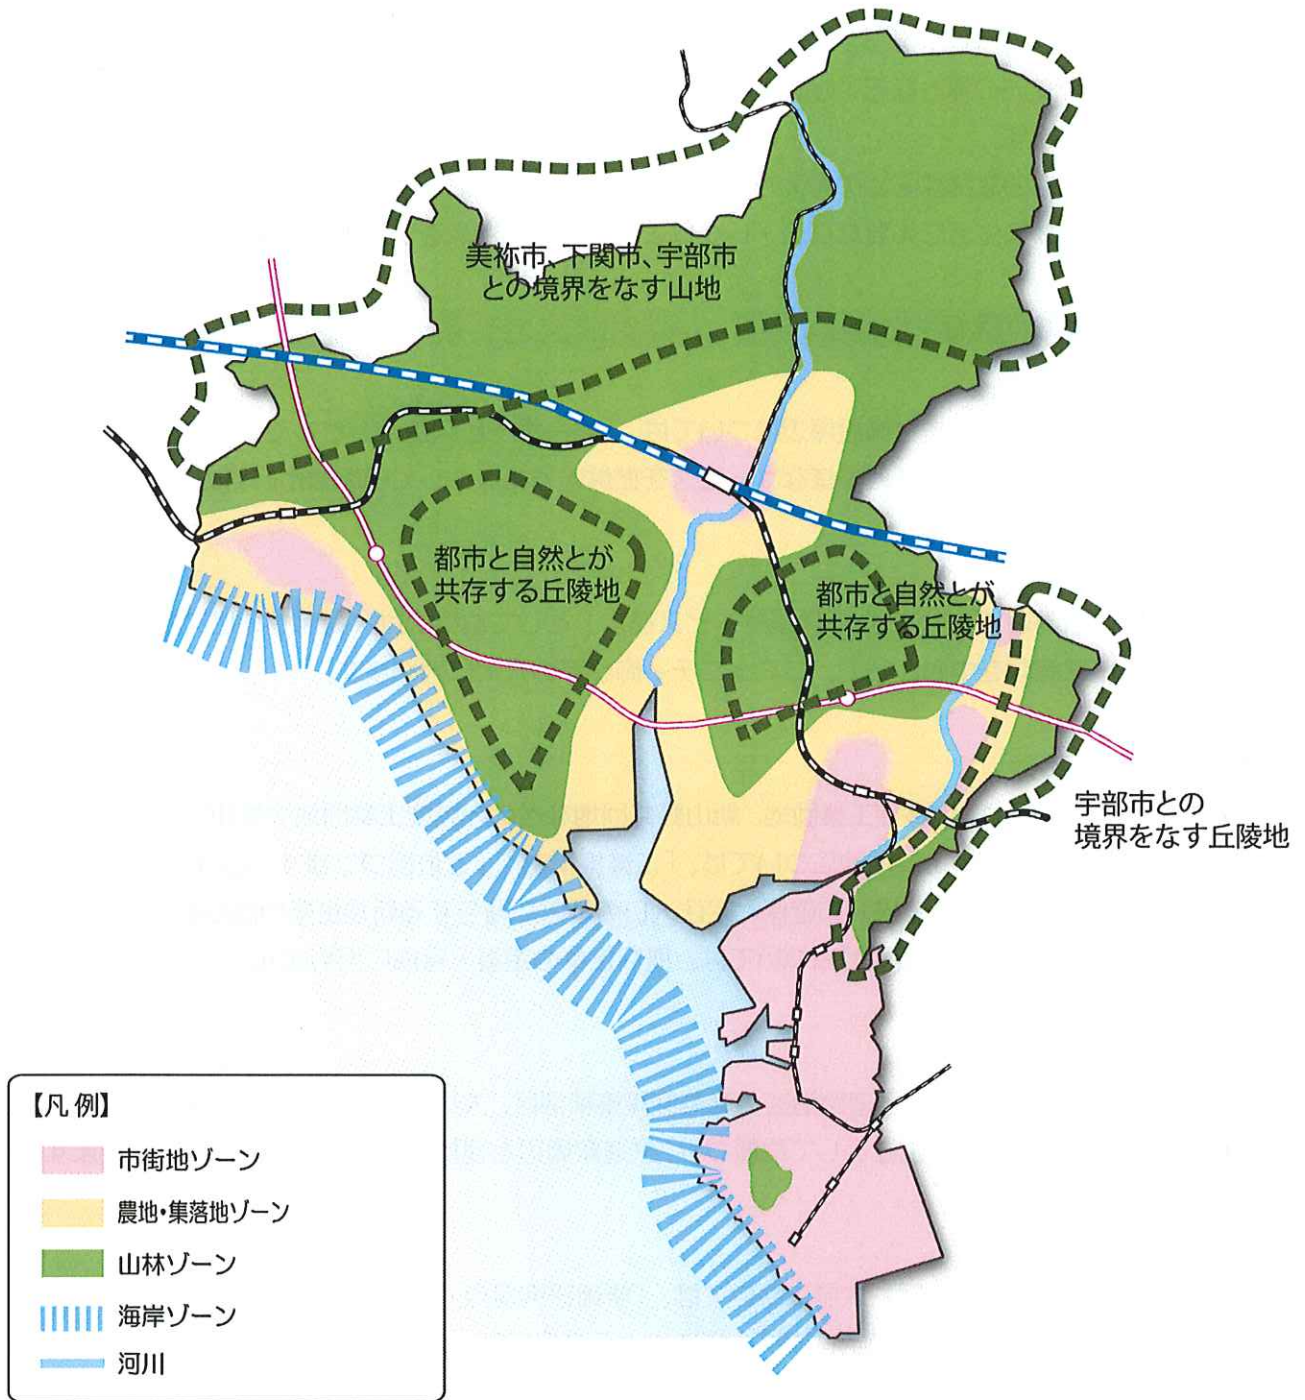 美祢市、下関市、宇部市
との境界をなす山地
都市と自然とが
共存する丘陵地
都市と自然とが
共存する丘陵地
宇部市との
境界をなす丘陵地
【凡例】
市街地ゾーン
農地・集落地ゾーン
山林ゾーン
海岸ゾーン
河川